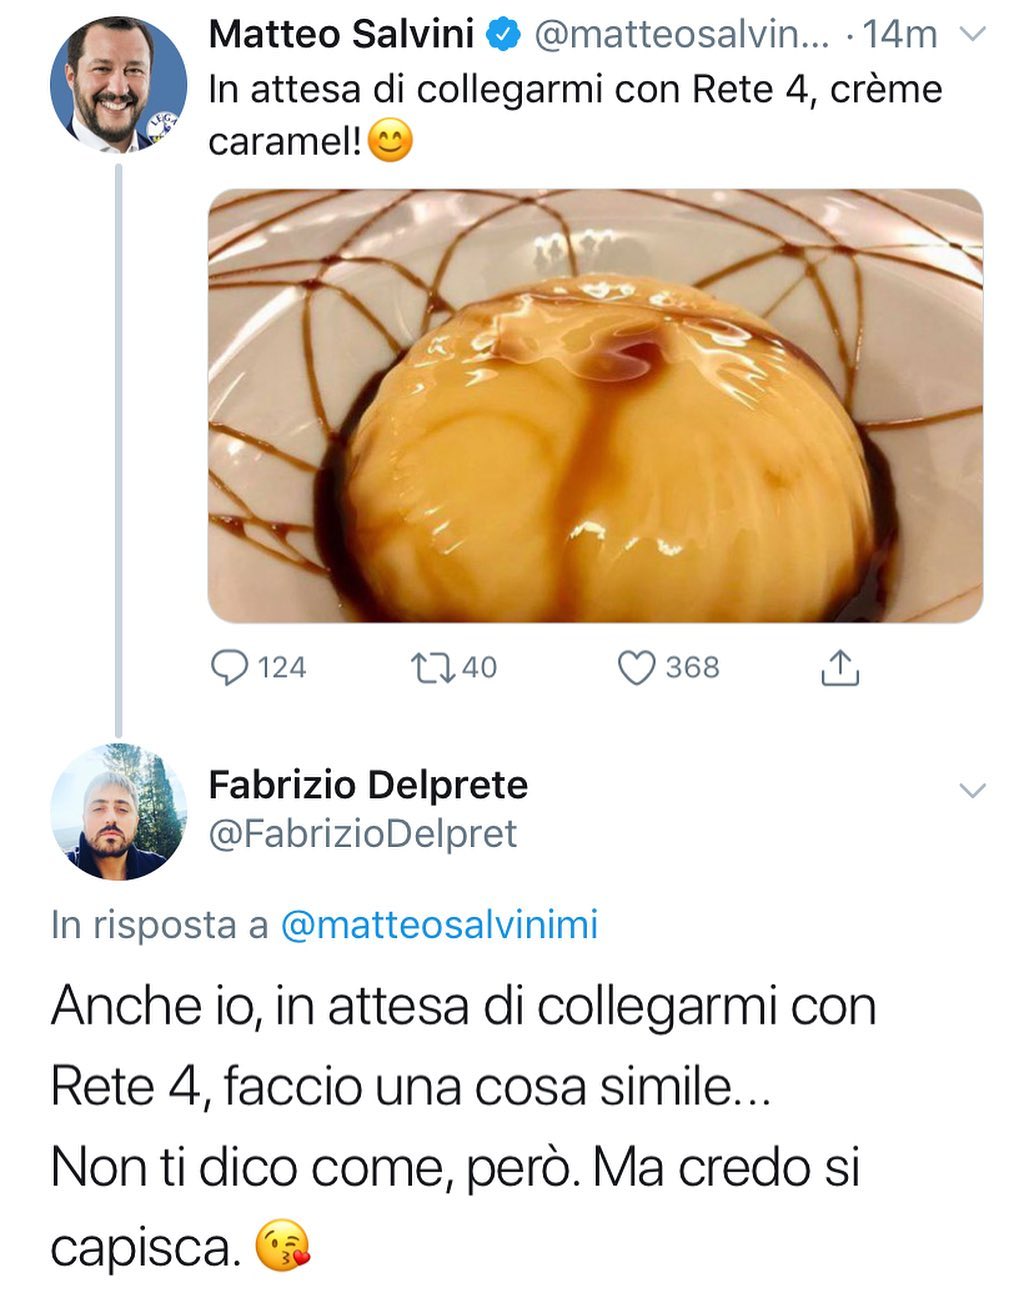 Matteo Salvini @matteosalvin... · 14m
In attesa di collegarmi con Rete 4, crème
caramel!😊
LEGA
124 40 368
Fabrizio Delprete
@FabrizioDelpret
In risposta a @matteosalvinimi
Anche io, in attesa di collegarmi con
Rete 4, faccio una cosa simile...
Non ti dico come, però. Ma credo si
capisca. 😘